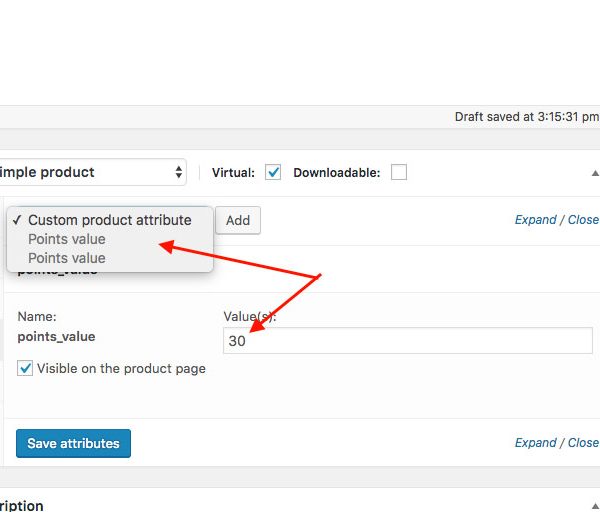 Draft saved at 3:15:31 pm
imple product Virtual: Downloadable:
Custom product attribute Add Expand / Close
Points value
Points value
points_value
Name: Value(s):
points_value 30
Visible on the product page
Save attributes Expand / Close
ription